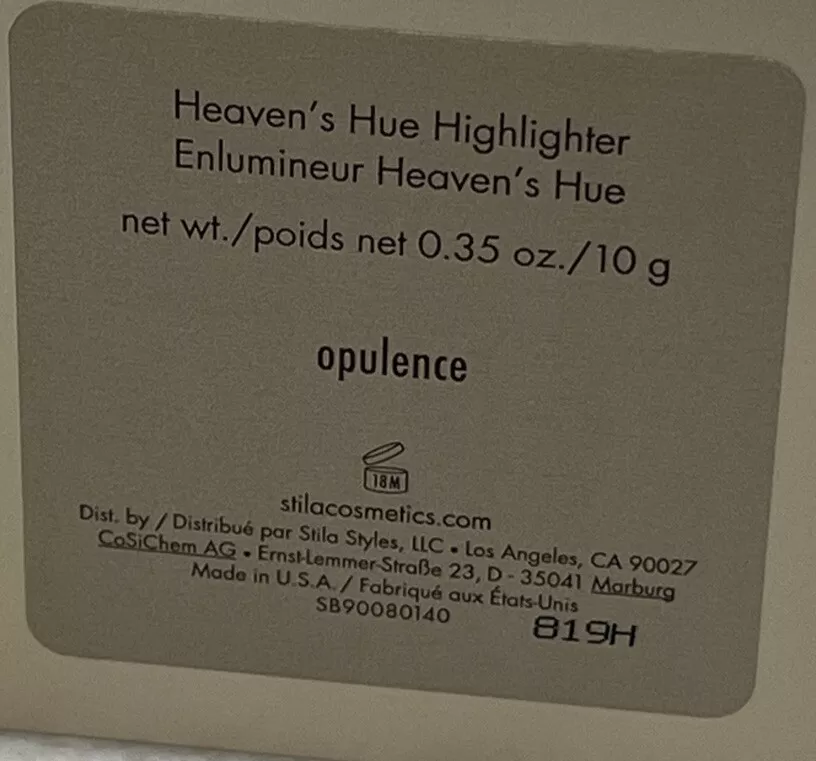 Heaven's Hue Highlighter
Enlumineur Heaven's Hue
net wt./poids net 0.35 oz./10 g
opulence
18M
stilacosmetics.com
Dist. by / Distribué par Stila Styles, LLC • Los Angeles, CA 90027
CoSiChem AG • Ernst-Lemmer-Straße 23, D - 35041 Marburg
Made in U.S.A. / Fabriqué aux États-Unis
SB90080140
819H